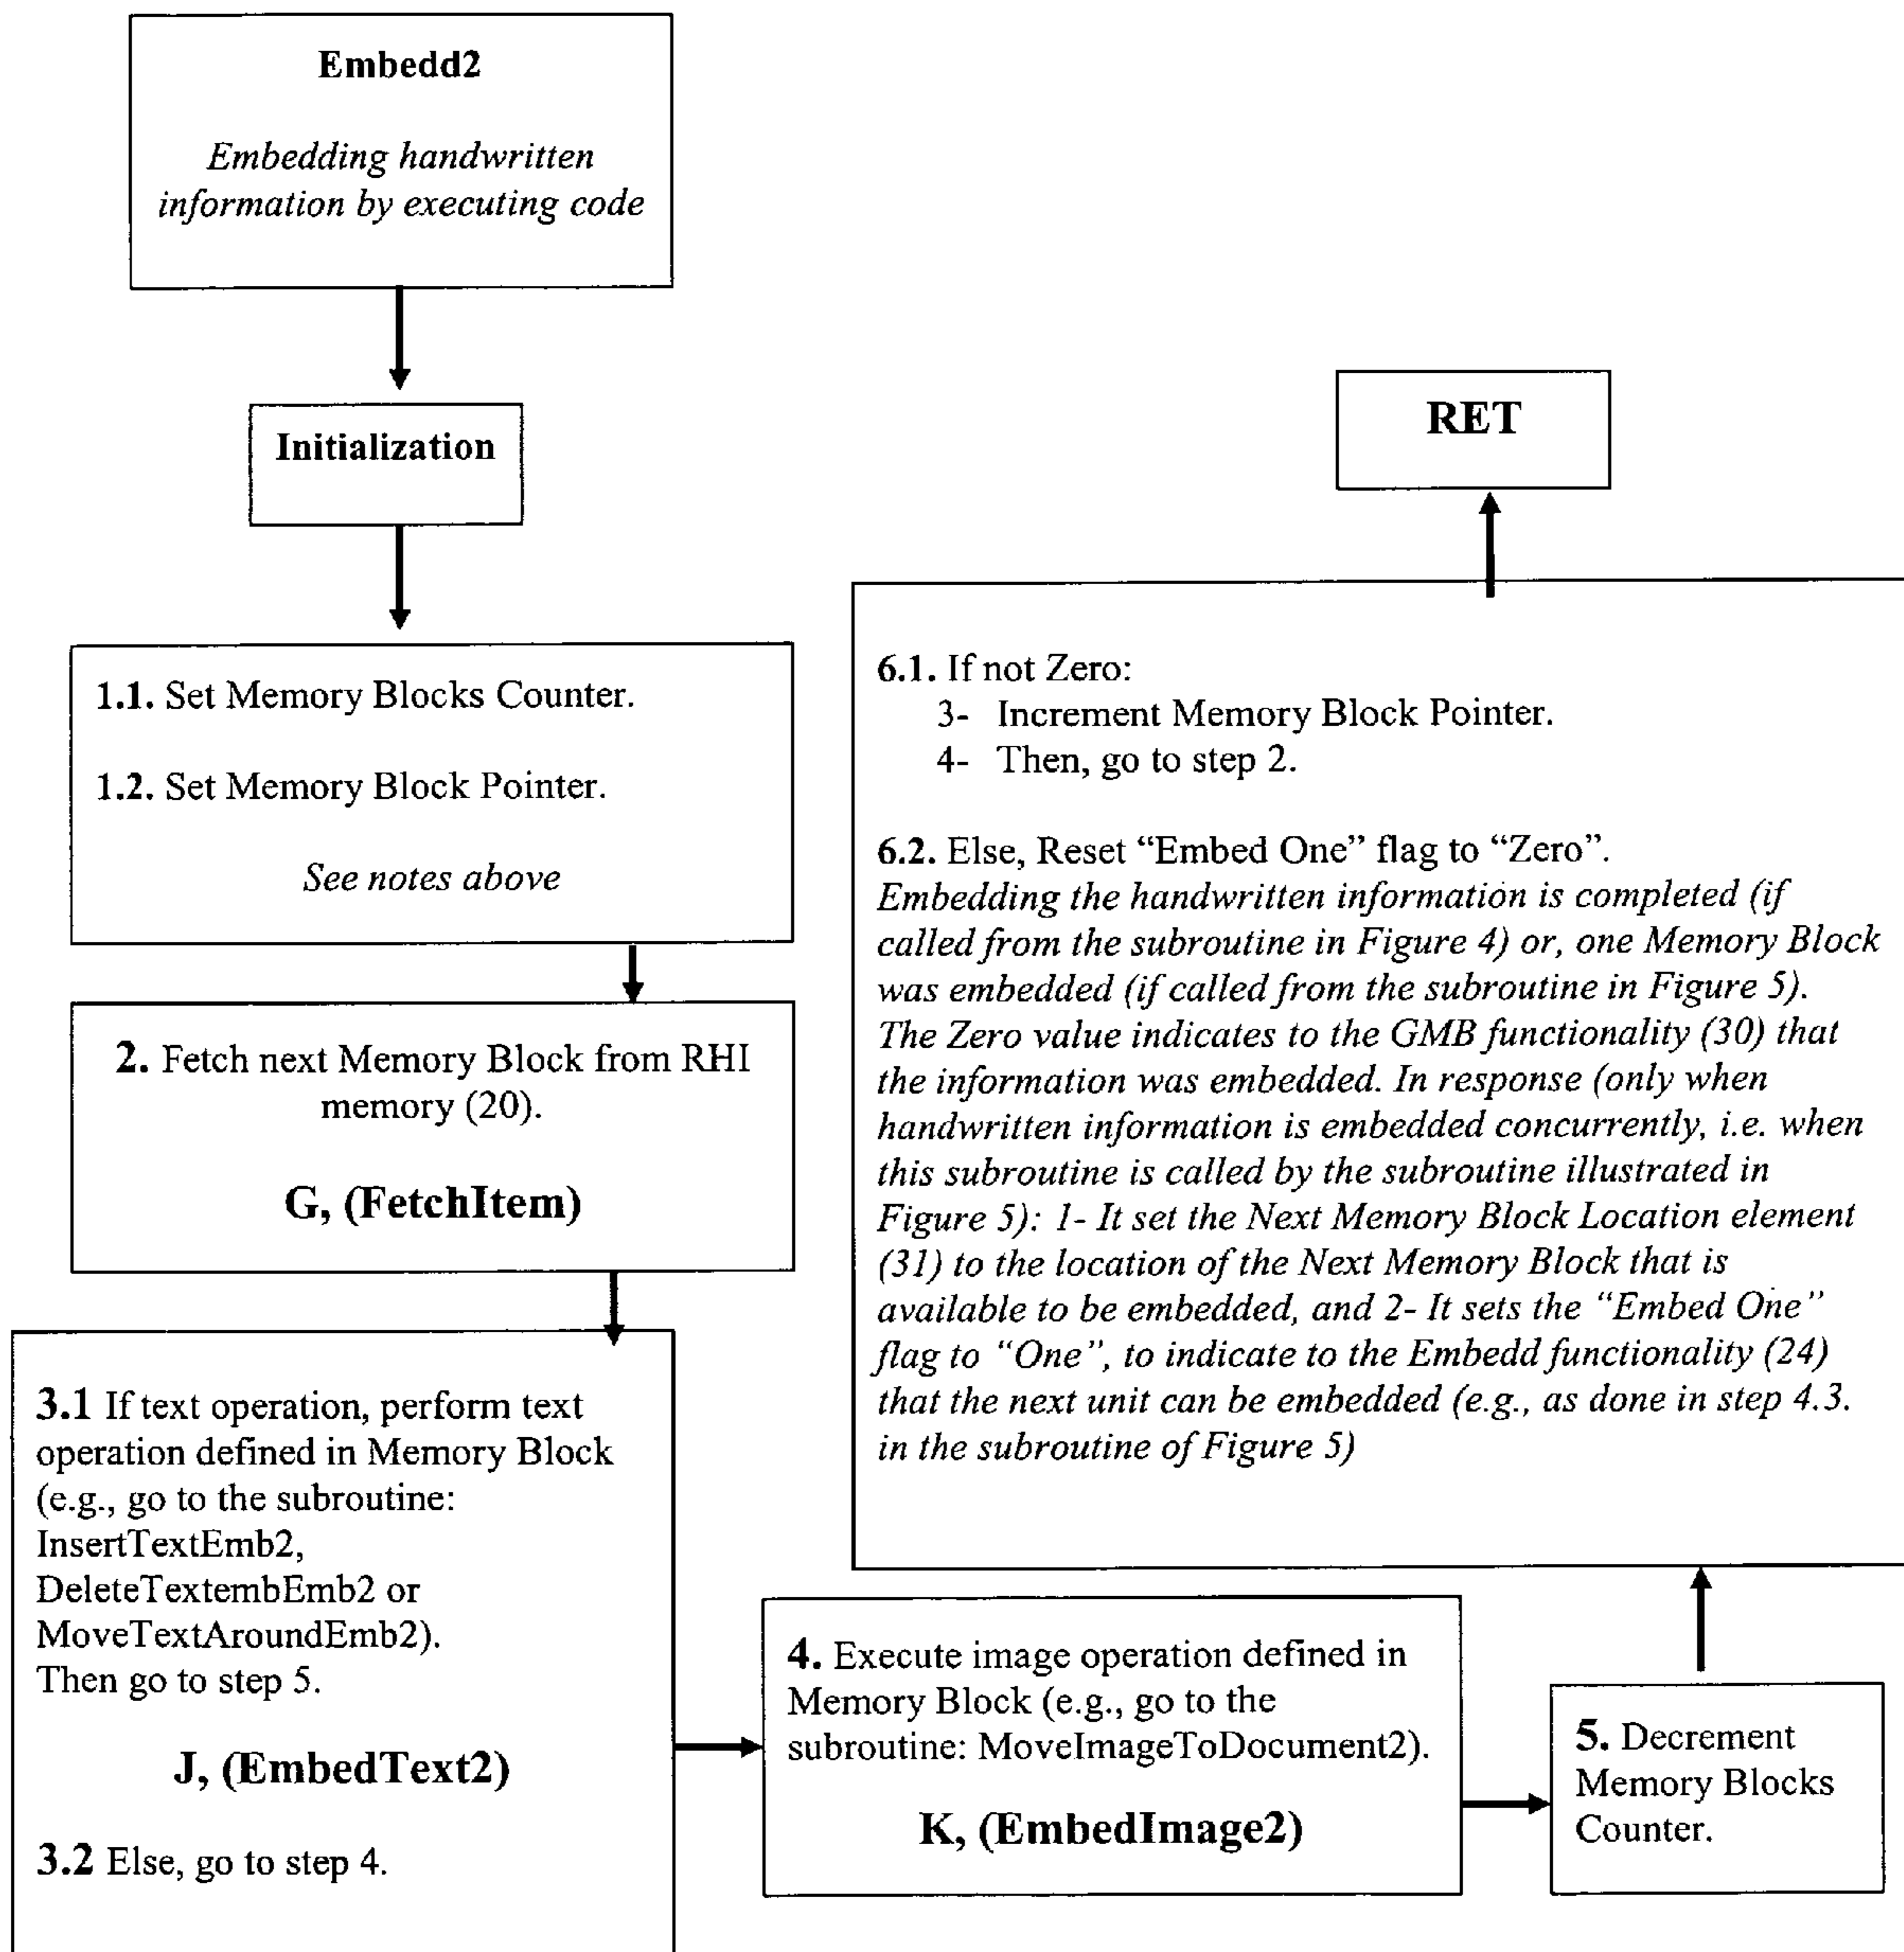 Embedd2
Embedding handwritten
information by executing code
Initialization
1.1. Set Memory Blocks Counter.
1.2. Set Memory Block Pointer.
See notes above
2. Fetch next Memory Block from RHI
memory (20).
G, (FetchItem)
3.1 If text operation, perform text
operation defined in Memory Block
(e.g., go to the subroutine:
InsertTextEmb2,
DeleteTextembEmb2 or
MoveTextAroundEmb2).
Then go to step 5.
J, (EmbedText2)
3.2 Else, go to step 4.
4. Execute image operation defined in
Memory Block (e.g., go to the
subroutine: MoveImageToDocument2).
K, (EmbedImage2)
5. Decrement
Memory Blocks
Counter.
6.1. If not Zero:
3- Increment Memory Block Pointer.
4- Then, go to step 2.
6.2. Else, Reset “Embed One” flag to “Zero”.
Embedding the handwritten information is completed (if
called from the subroutine in Figure 4) or, one Memory Block
was embedded (if called from the subroutine in Figure 5).
The Zero value indicates to the GMB functionality (30) that
the information was embedded. In response (only when
handwritten information is embedded concurrently, i.e. when
this subroutine is called by the subroutine illustrated in
Figure 5): 1- It set the Next Memory Block Location element
(31) to the location of the Next Memory Block that is
available to be embedded, and 2- It sets the “Embed One”
flag to “One”, to indicate to the Embedd functionality (24)
that the next unit can be embedded (e.g., as done in step 4.3.
in the subroutine of Figure 5)
RET